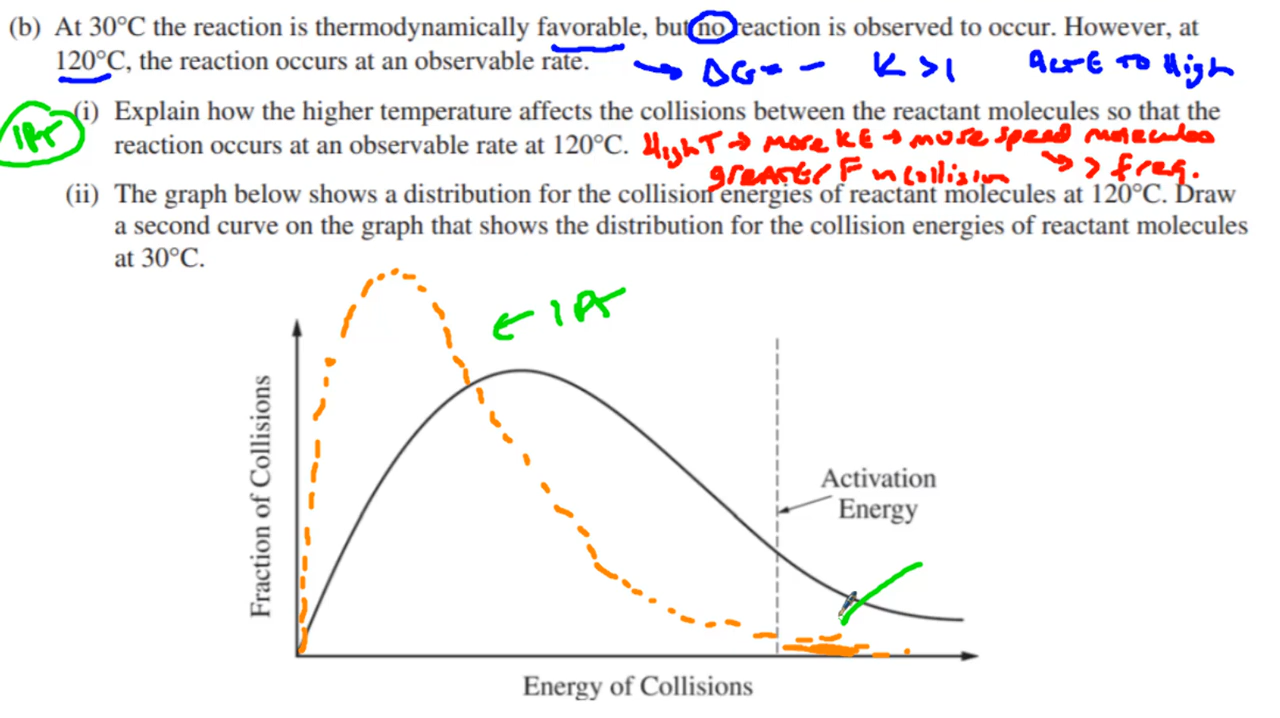 (b) At 30°C the reaction is thermodynamically favorable, but no reaction is observed to occur. However, at
120°C, the reaction occurs at an observable rate. → ΔG = - K >1 Act E To High
1 Pt (i) Explain how the higher temperature affects the collisions between the reactant molecules so that the
reaction occurs at an observable rate at 120°C. High T → more KE → more speed molecules
greater F in collision > freq.
(ii) The graph below shows a distribution for the collision energies of reactant molecules at 120°C. Draw
a second curve on the graph that shows the distribution for the collision energies of reactant molecules
at 30°C.
← 1 Pt
Fraction of Collisions
Activation
Energy
Energy of Collisions